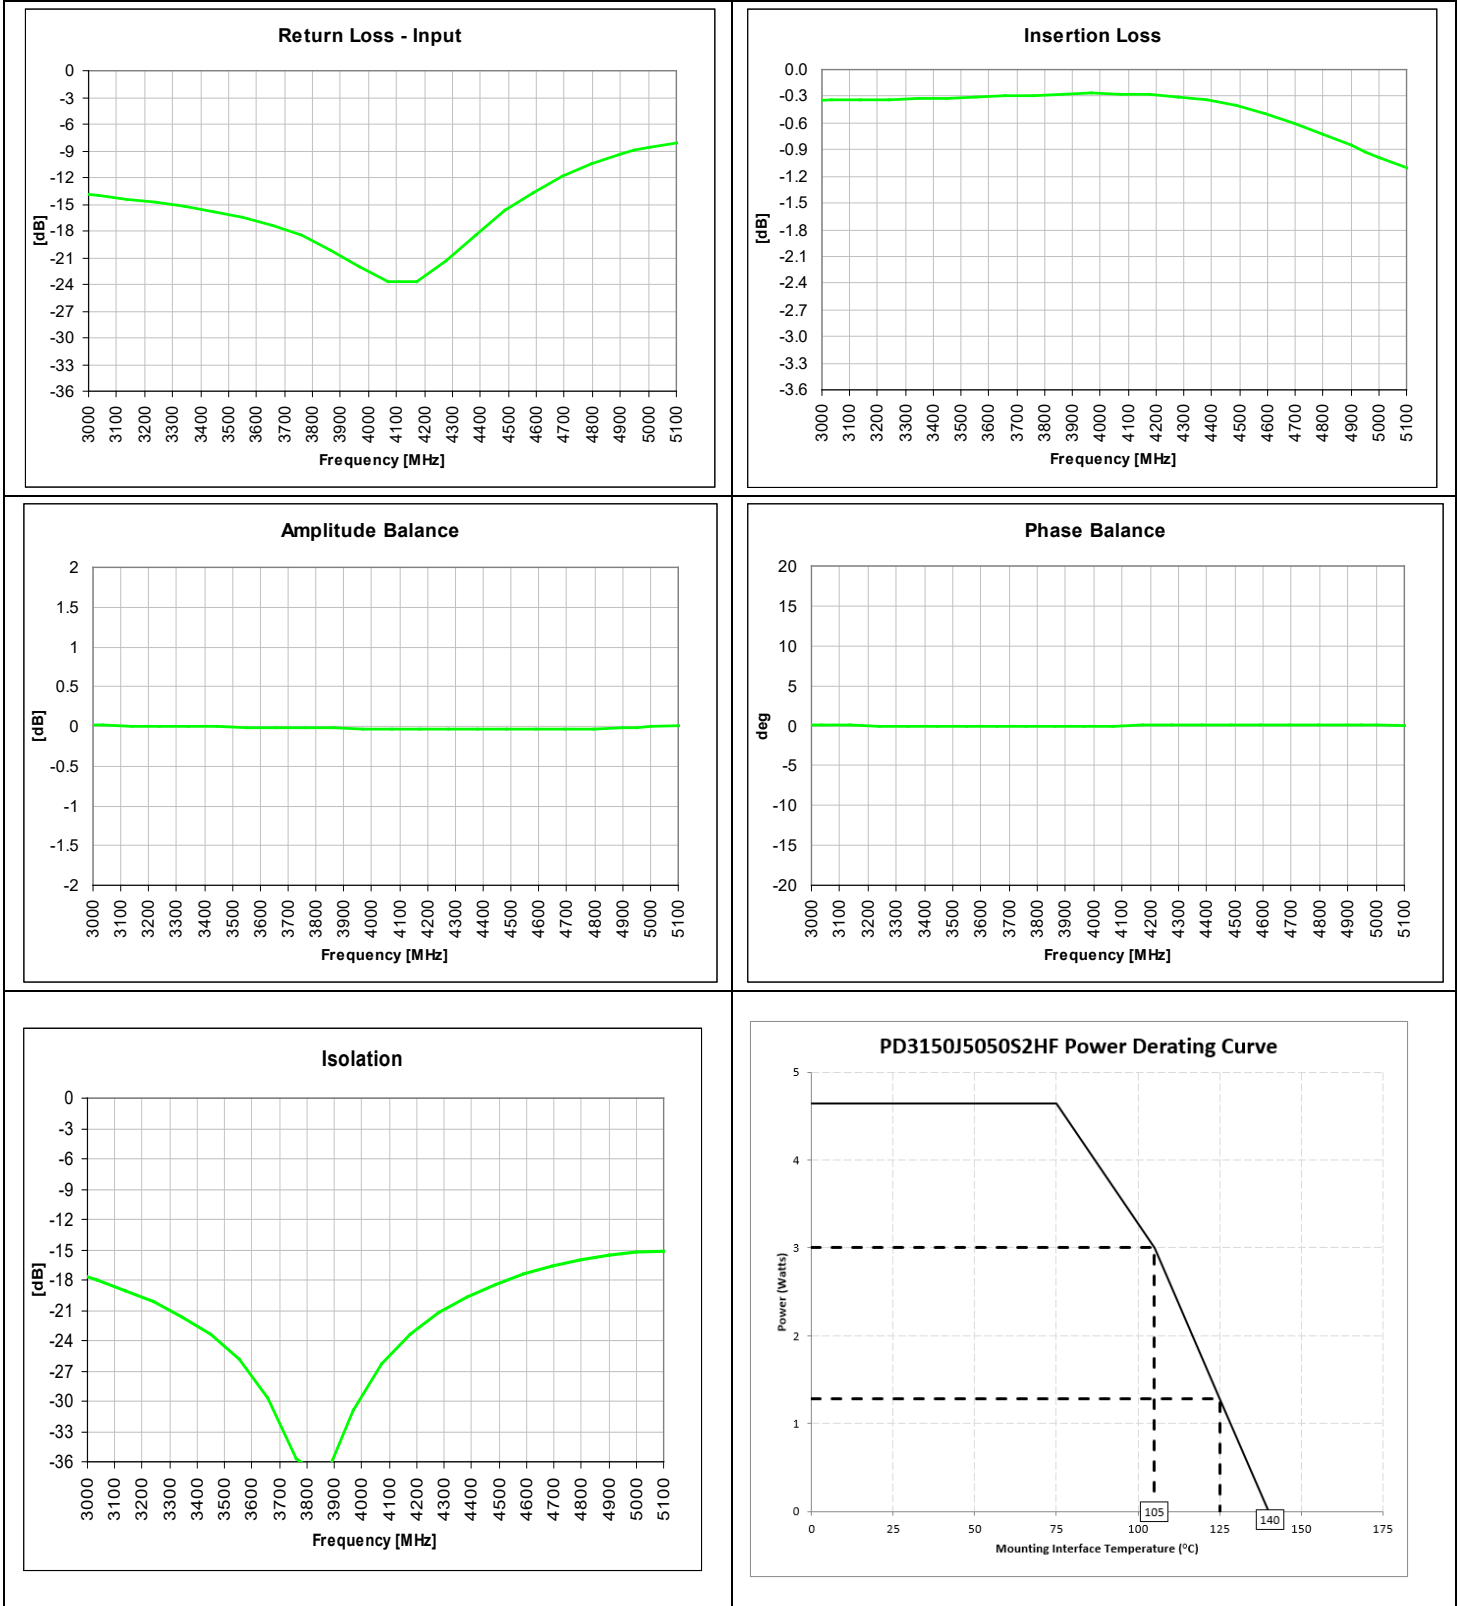 Return Loss - Input
0
-3
-6
-9
-12
-15
-18
-21
-24
-27
-30
-33
-36
[dB]
3000 3100 3200 3300 3400 3500 3600 3700 3800 3900 4000 4100 4200 4300 4400 4500 4600 4700 4800 4900 5000 5100
Frequency [MHz]
Insertion Loss
0.0
-0.3
-0.6
-0.9
-1.2
-1.5
-1.8
-2.1
-2.4
-2.7
-3.0
-3.3
-3.6
[dB]
3000 3100 3200 3300 3400 3500 3600 3700 3800 3900 4000 4100 4200 4300 4400 4500 4600 4700 4800 4900 5000 5100
Frequency [MHz]
Amplitude Balance
2
1.5
1
0.5
0
-0.5
-1
-1.5
-2
[dB]
3000 3100 3200 3300 3400 3500 3600 3700 3800 3900 4000 4100 4200 4300 4400 4500 4600 4700 4800 4900 5000 5100
Frequency [MHz]
Phase Balance
20
15
10
5
0
-5
-10
-15
-20
deg
3000 3100 3200 3300 3400 3500 3600 3700 3800 3900 4000 4100 4200 4300 4400 4500 4600 4700 4800 4900 5000 5100
Frequency [MHz]
Isolation
0
-3
-6
-9
-12
-15
-18
-21
-24
-27
-30
-33
-36
[dB]
3000 3100 3200 3300 3400 3500 3600 3700 3800 3900 4000 4100 4200 4300 4400 4500 4600 4700 4800 4900 5000 5100
Frequency [MHz]
PD3150J5050S2HF Power Derating Curve
5
4
3
2
1
0
Power (Watts)
105
140
0 25 50 75 100 125 150 175
Mounting Interface Temperature (⁰C)